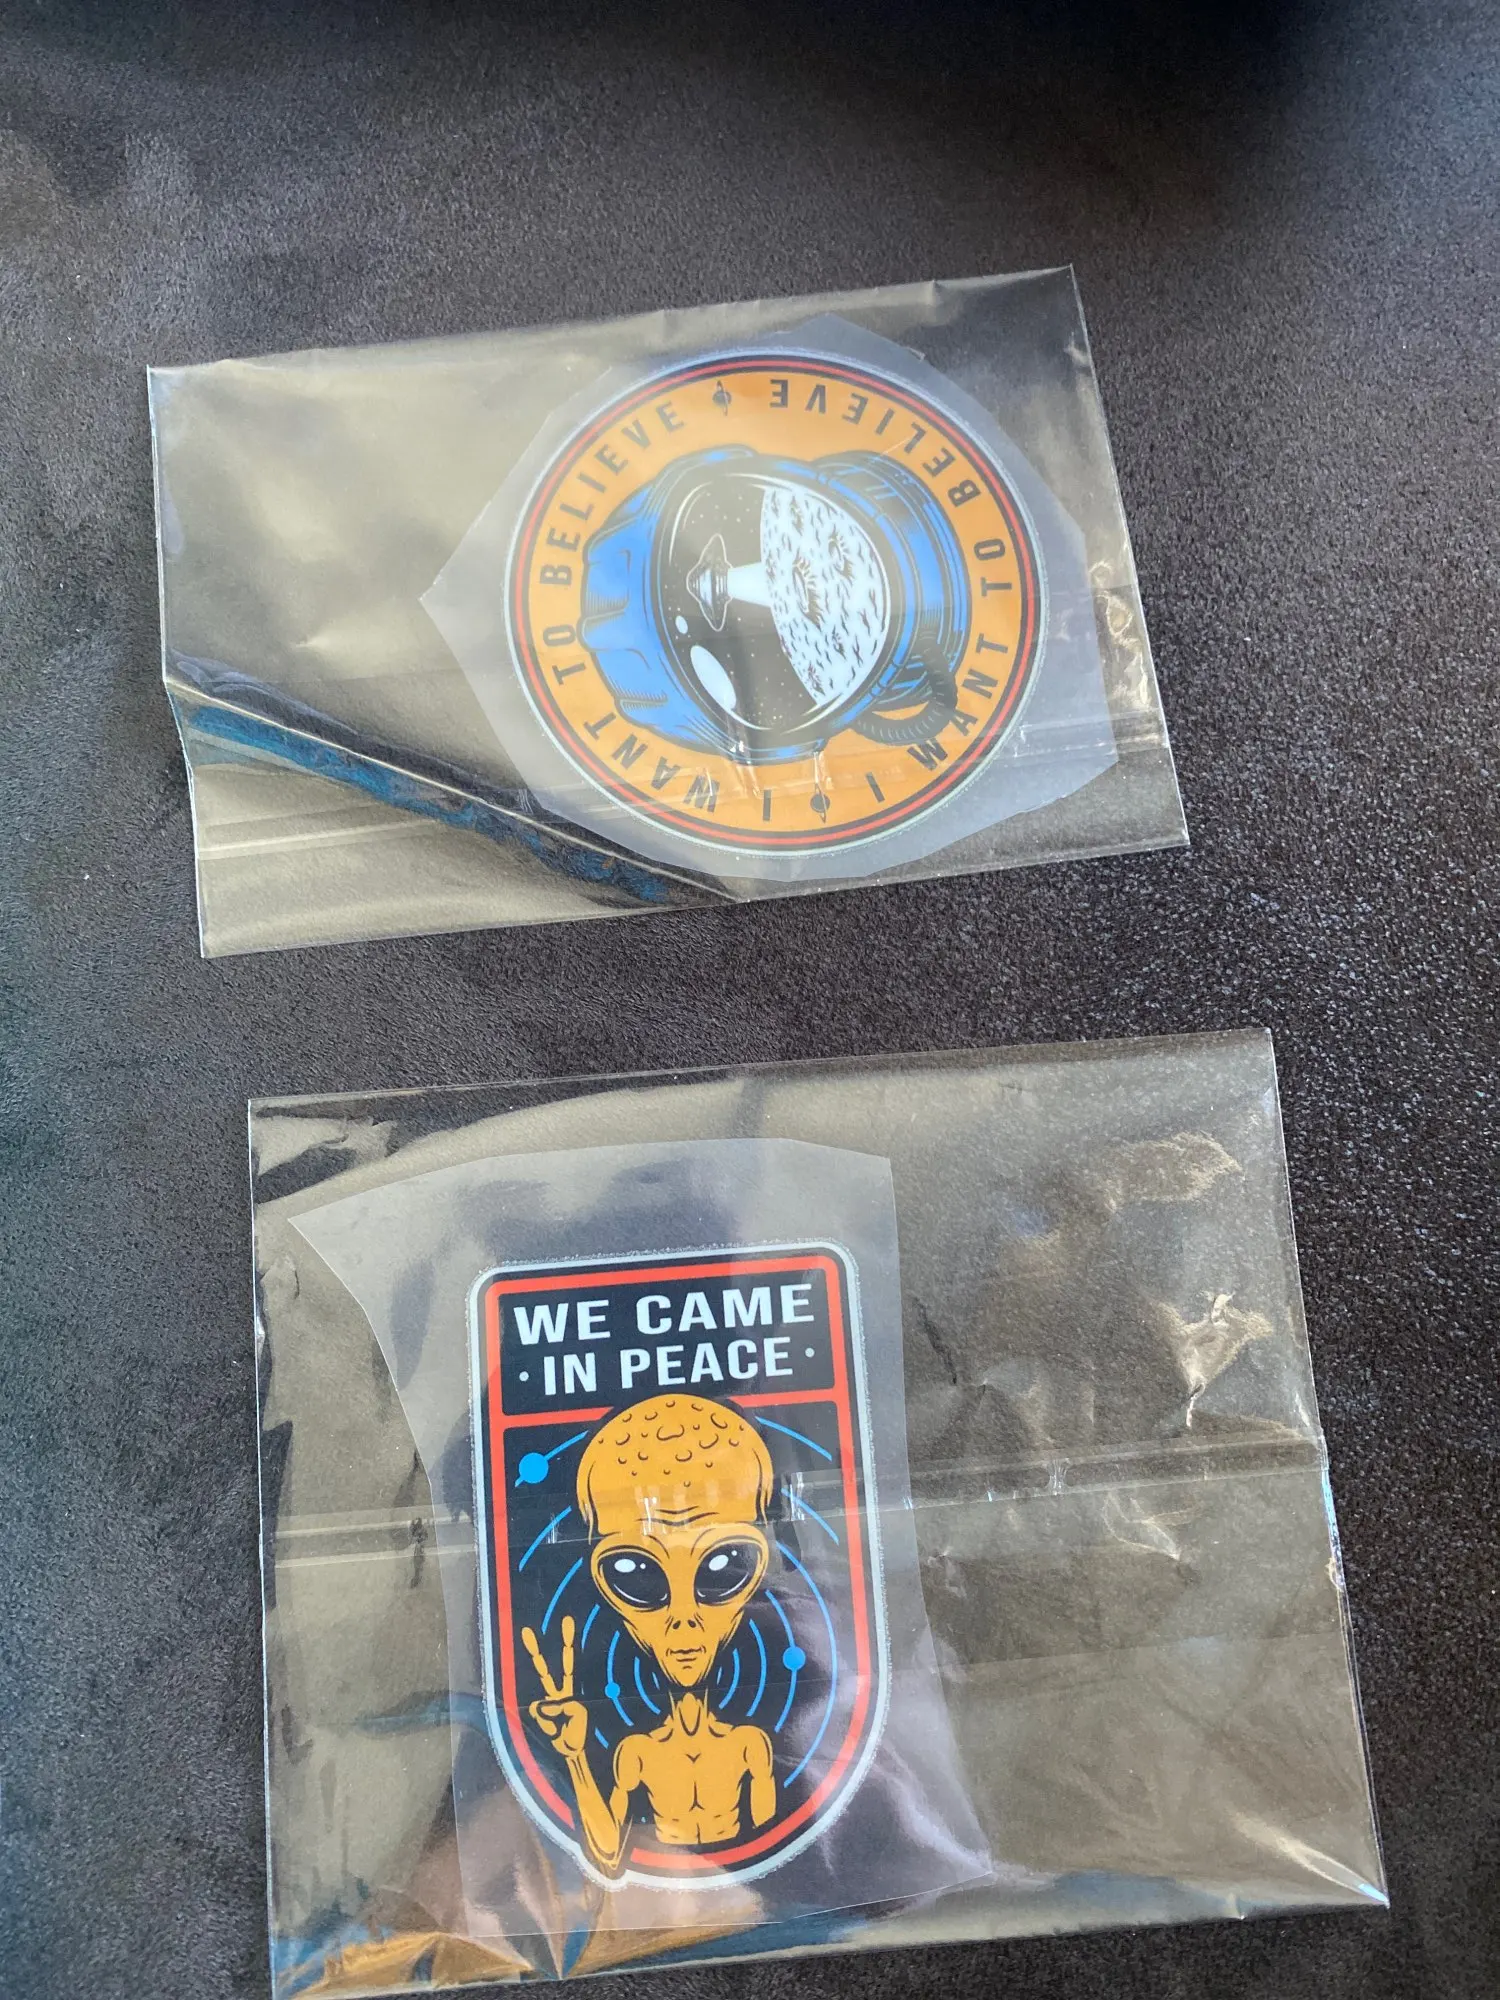 I WANT TO BELIEVE
I WANT TO BELIEVE
WE CAME
· IN PEACE ·